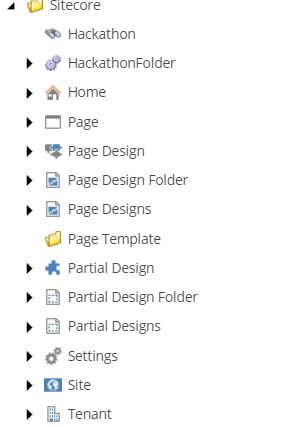 Sitecore
Hackathon
HackathonFolder
Home
Page
Page Design
Page Design Folder
Page Designs
Page Template
Partial Design
Partial Design Folder
Partial Designs
Settings
Site
Tenant